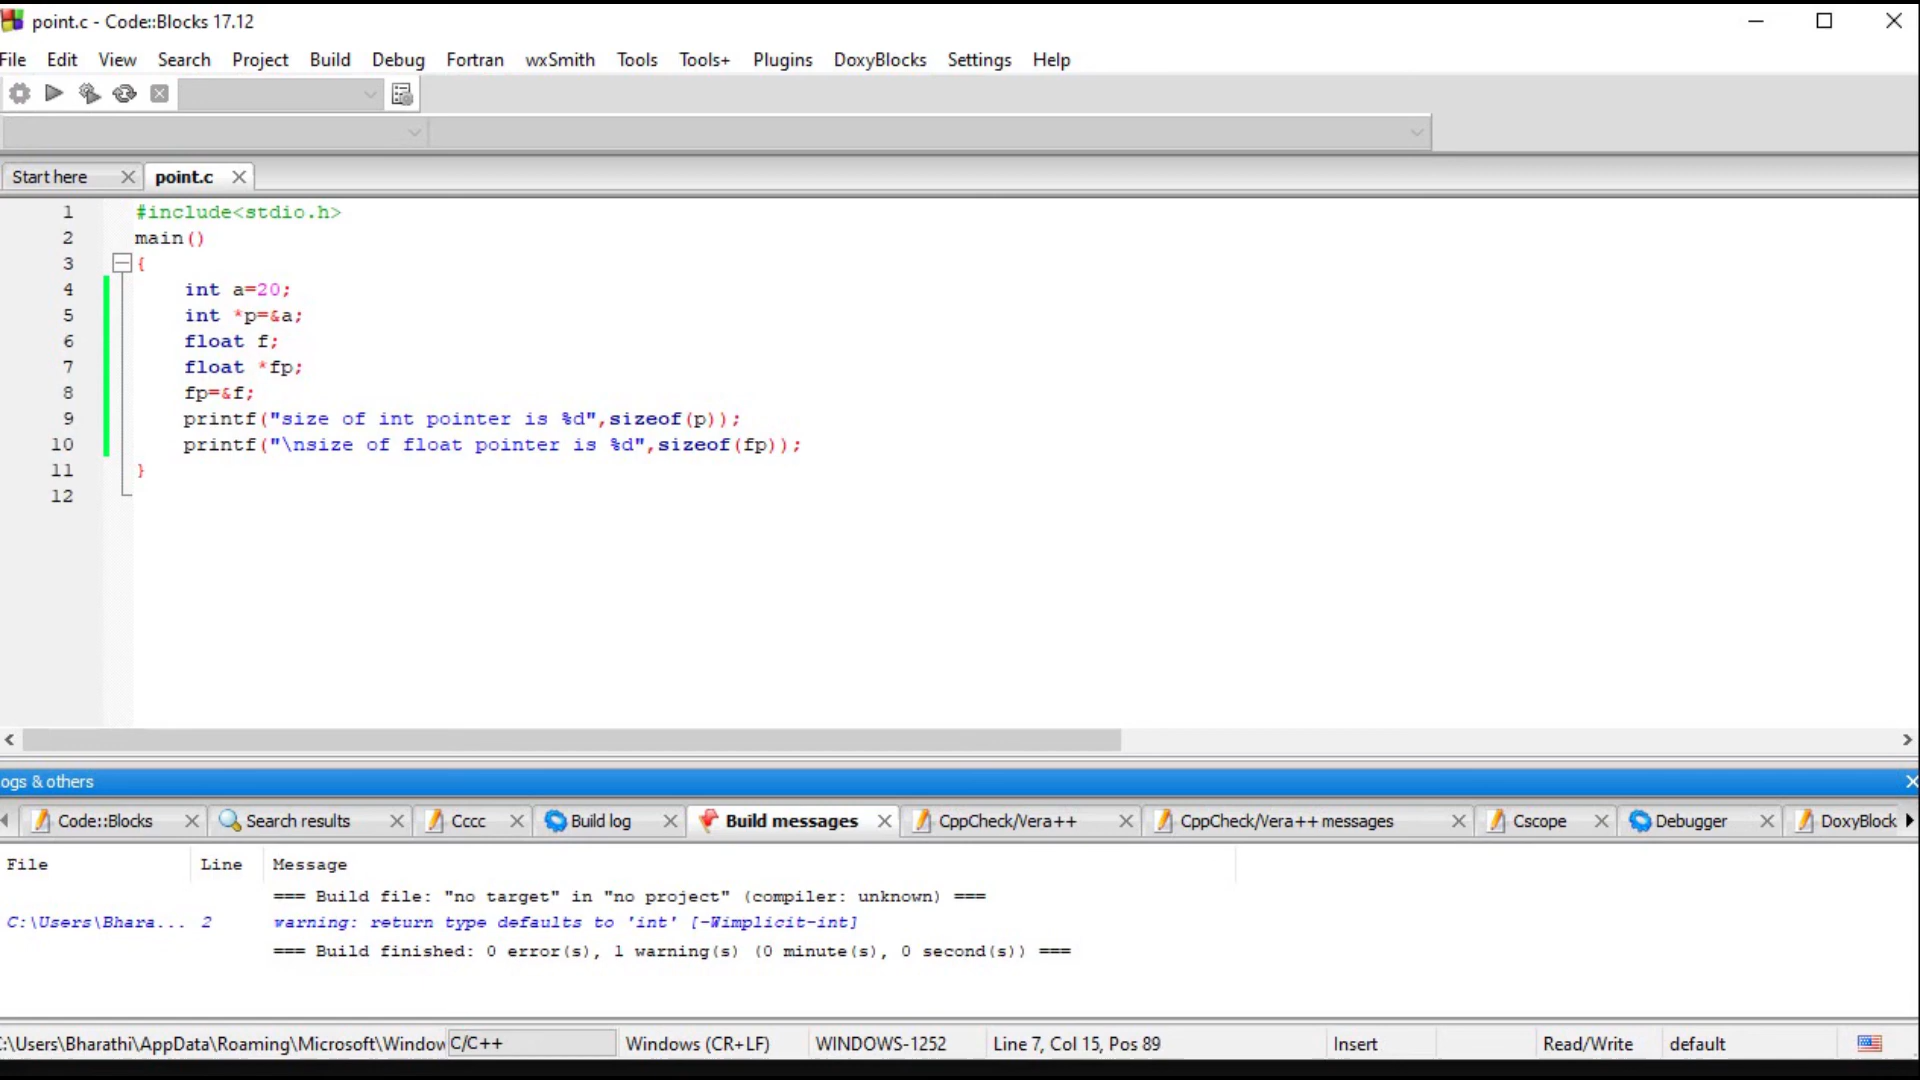 point.c - Code::Blocks 17.12
File Edit View Search Project Build Debug Fortran wxSmith Tools Tools+ Plugins DoxyBlocks Settings Help
Start here point.c
1 #include<stdio.h>
2 main()
3 {
4 int a=20;
5 int *p=&a;
6 float f;
7 float *fp;
8 fp=&f;
9 printf("size of int pointer is %d",sizeof(p));
10 printf("\nsize of float pointer is %d",sizeof(fp));
11 }
12
ogs & others
Code::Blocks Search results Cccc Build log Build messages CppCheck/Vera++ CppCheck/Vera++ messages Cscope Debugger DoxyBlock
File Line Message
=== Build file: "no target" in "no project" (compiler: unknown) ===
C:\Users\Bhara... 2 warning: return type defaults to 'int' [-Wimplicit-int]
=== Build finished: 0 error(s), 1 warning(s) (0 minute(s), 0 second(s)) ===
:\Users\Bharathi\AppData\Roaming\Microsoft\Window C/C++ Windows (CR+LF) WINDOWS-1252 Line 7, Col 15, Pos 89 Insert Read/Write default